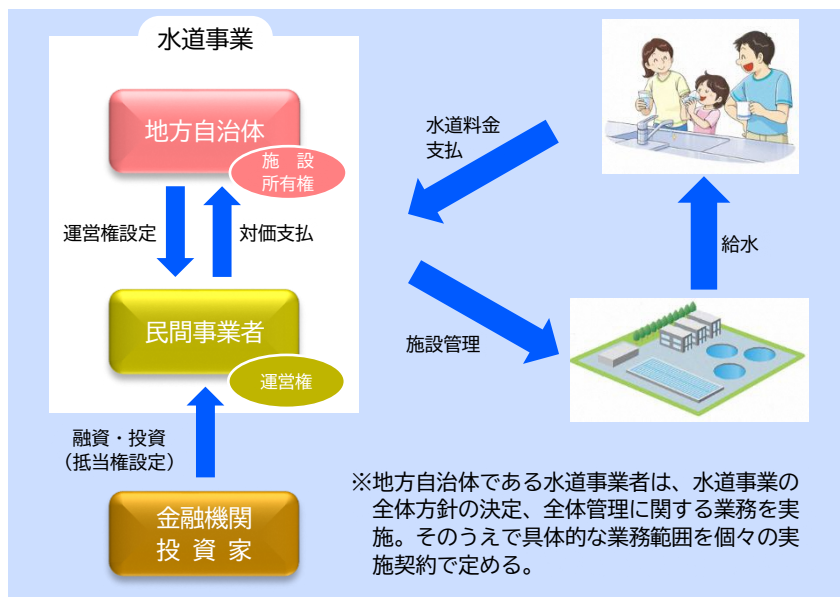 水道事業
地方自治体
施　設
所有権
運営権設定
対価支払
民間事業者
運営権
融資・投資
（抵当権設定）
金融機関
投 資 家
水道料金
支払
施設管理
給水
※地方自治体である水道事業者は、水道事業の
全体方針の決定、全体管理に関する業務を実
施。そのうえで具体的な業務範囲を個々の実
施契約で定める。